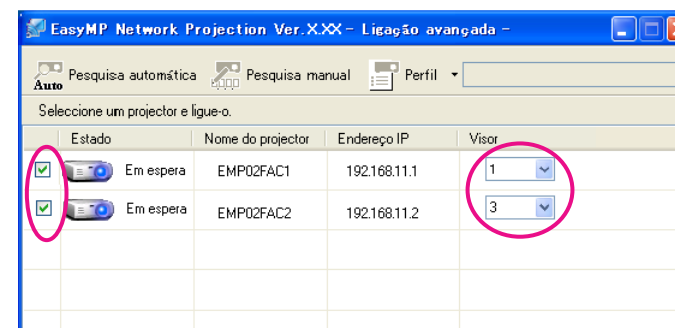 EasyMP Network Projection Ver.X.XX - Ligação avançada -
Auto Pesquisa automática Pesquisa manual Perfil
Seleccione um projector e ligue-o.
Estado Nome do projector Endereço IP Visor
Em espera EMP02FAC1 192.168.11.1 1
Em espera EMP02FAC2 192.168.11.2 3